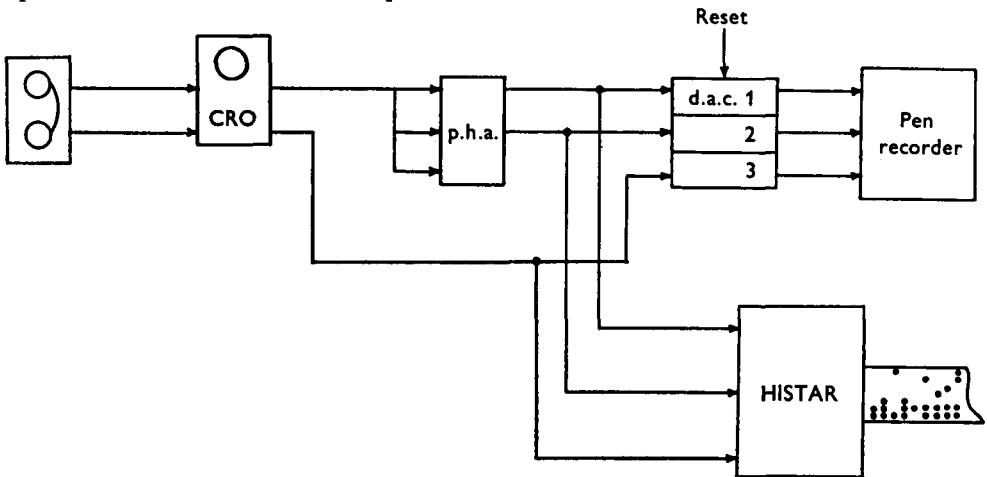 Reset
CRO
p.h.a.
d.a.c. 1
2
3
Pen
recorder
HISTAR